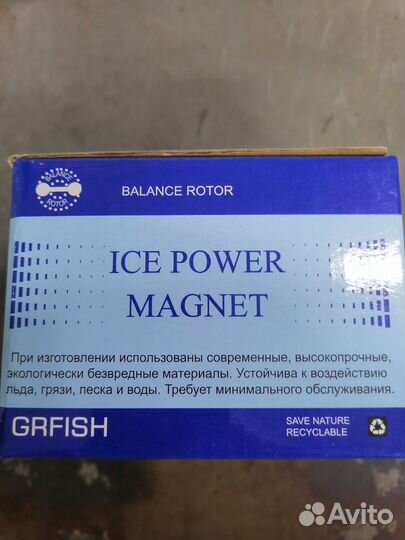 BALANCE
ROTOR
BALANCE ROTOR
ICE POWER
MAGNET
При изготовлении использованы современные, высокопрочные,
экологически безвредные материалы. Устойчива к воздействию
льда, грязи, песка и воды. Требует минимального обслуживания.
GRFISH
SAVE NATURE
RECYCLABLE
Avito